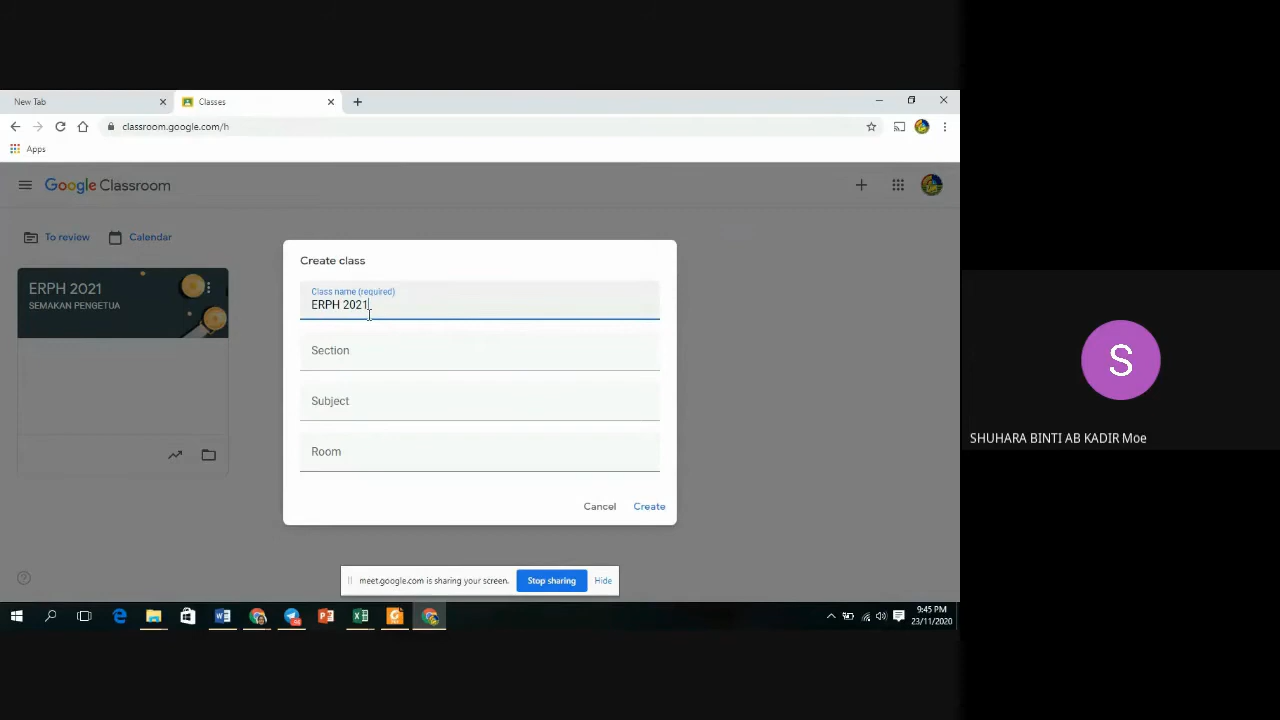 New Tab
Classes
classroom.google.com/h
Apps
Google Classroom
To review
Calendar
ERPH 2021
SEMAKAN PENGETUA
Create class
Class name (required)
ERPH 2021
Section
Subject
Room
Cancel
Create
meet.google.com is sharing your screen.
Stop sharing
Hide
9:45 PM
23/11/2020
S
SHUHARA BINTI AB KADIR Moe